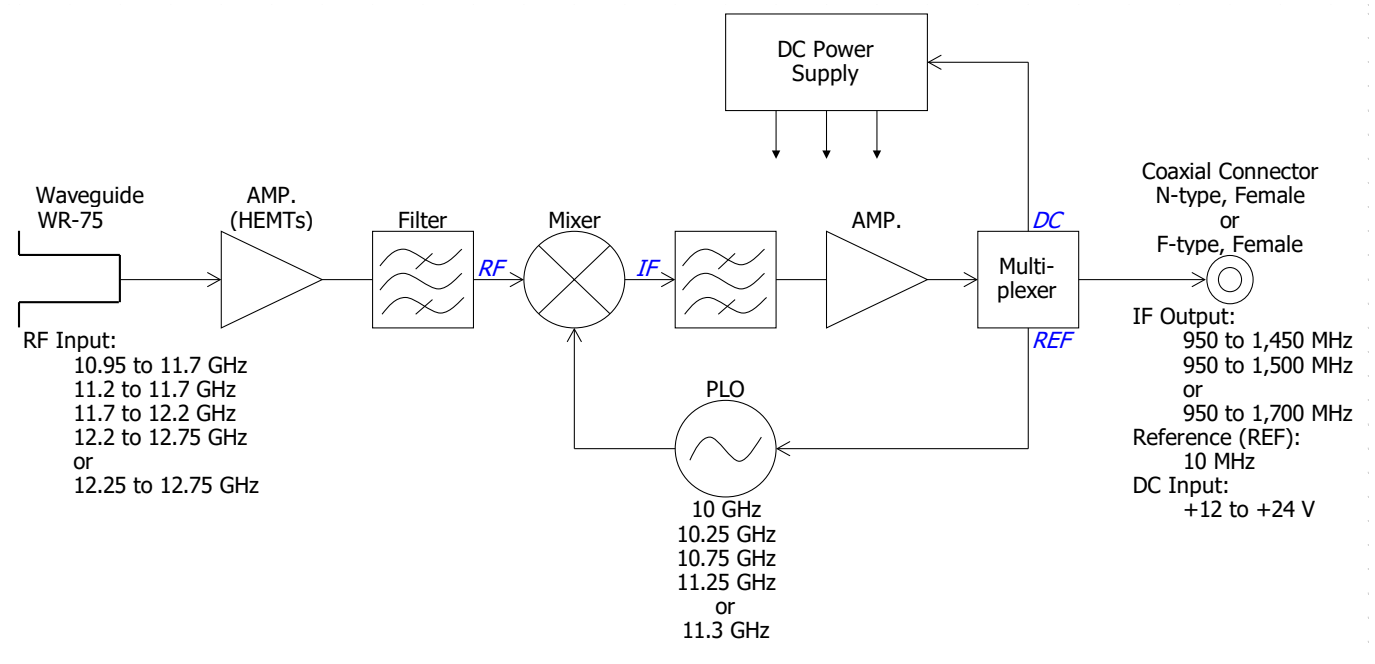 DC Power
Supply
Coaxial Connector
N-type, Female
or
F-type, Female
Waveguide
WR-75
AMP.
(HEMTs)
Filter
Mixer
AMP.
DC
RF
IF
Multi-
plexer
REF
RF Input:
10.95 to 11.7 GHz
11.2 to 11.7 GHz
11.7 to 12.2 GHz
12.2 to 12.75 GHz
or
12.25 to 12.75 GHz
PLO
10 GHz
10.25 GHz
10.75 GHz
11.25 GHz
or
11.3 GHz
IF Output:
950 to 1,450 MHz
950 to 1,500 MHz
or
950 to 1,700 MHz
Reference (REF):
10 MHz
DC Input:
+12 to +24 V